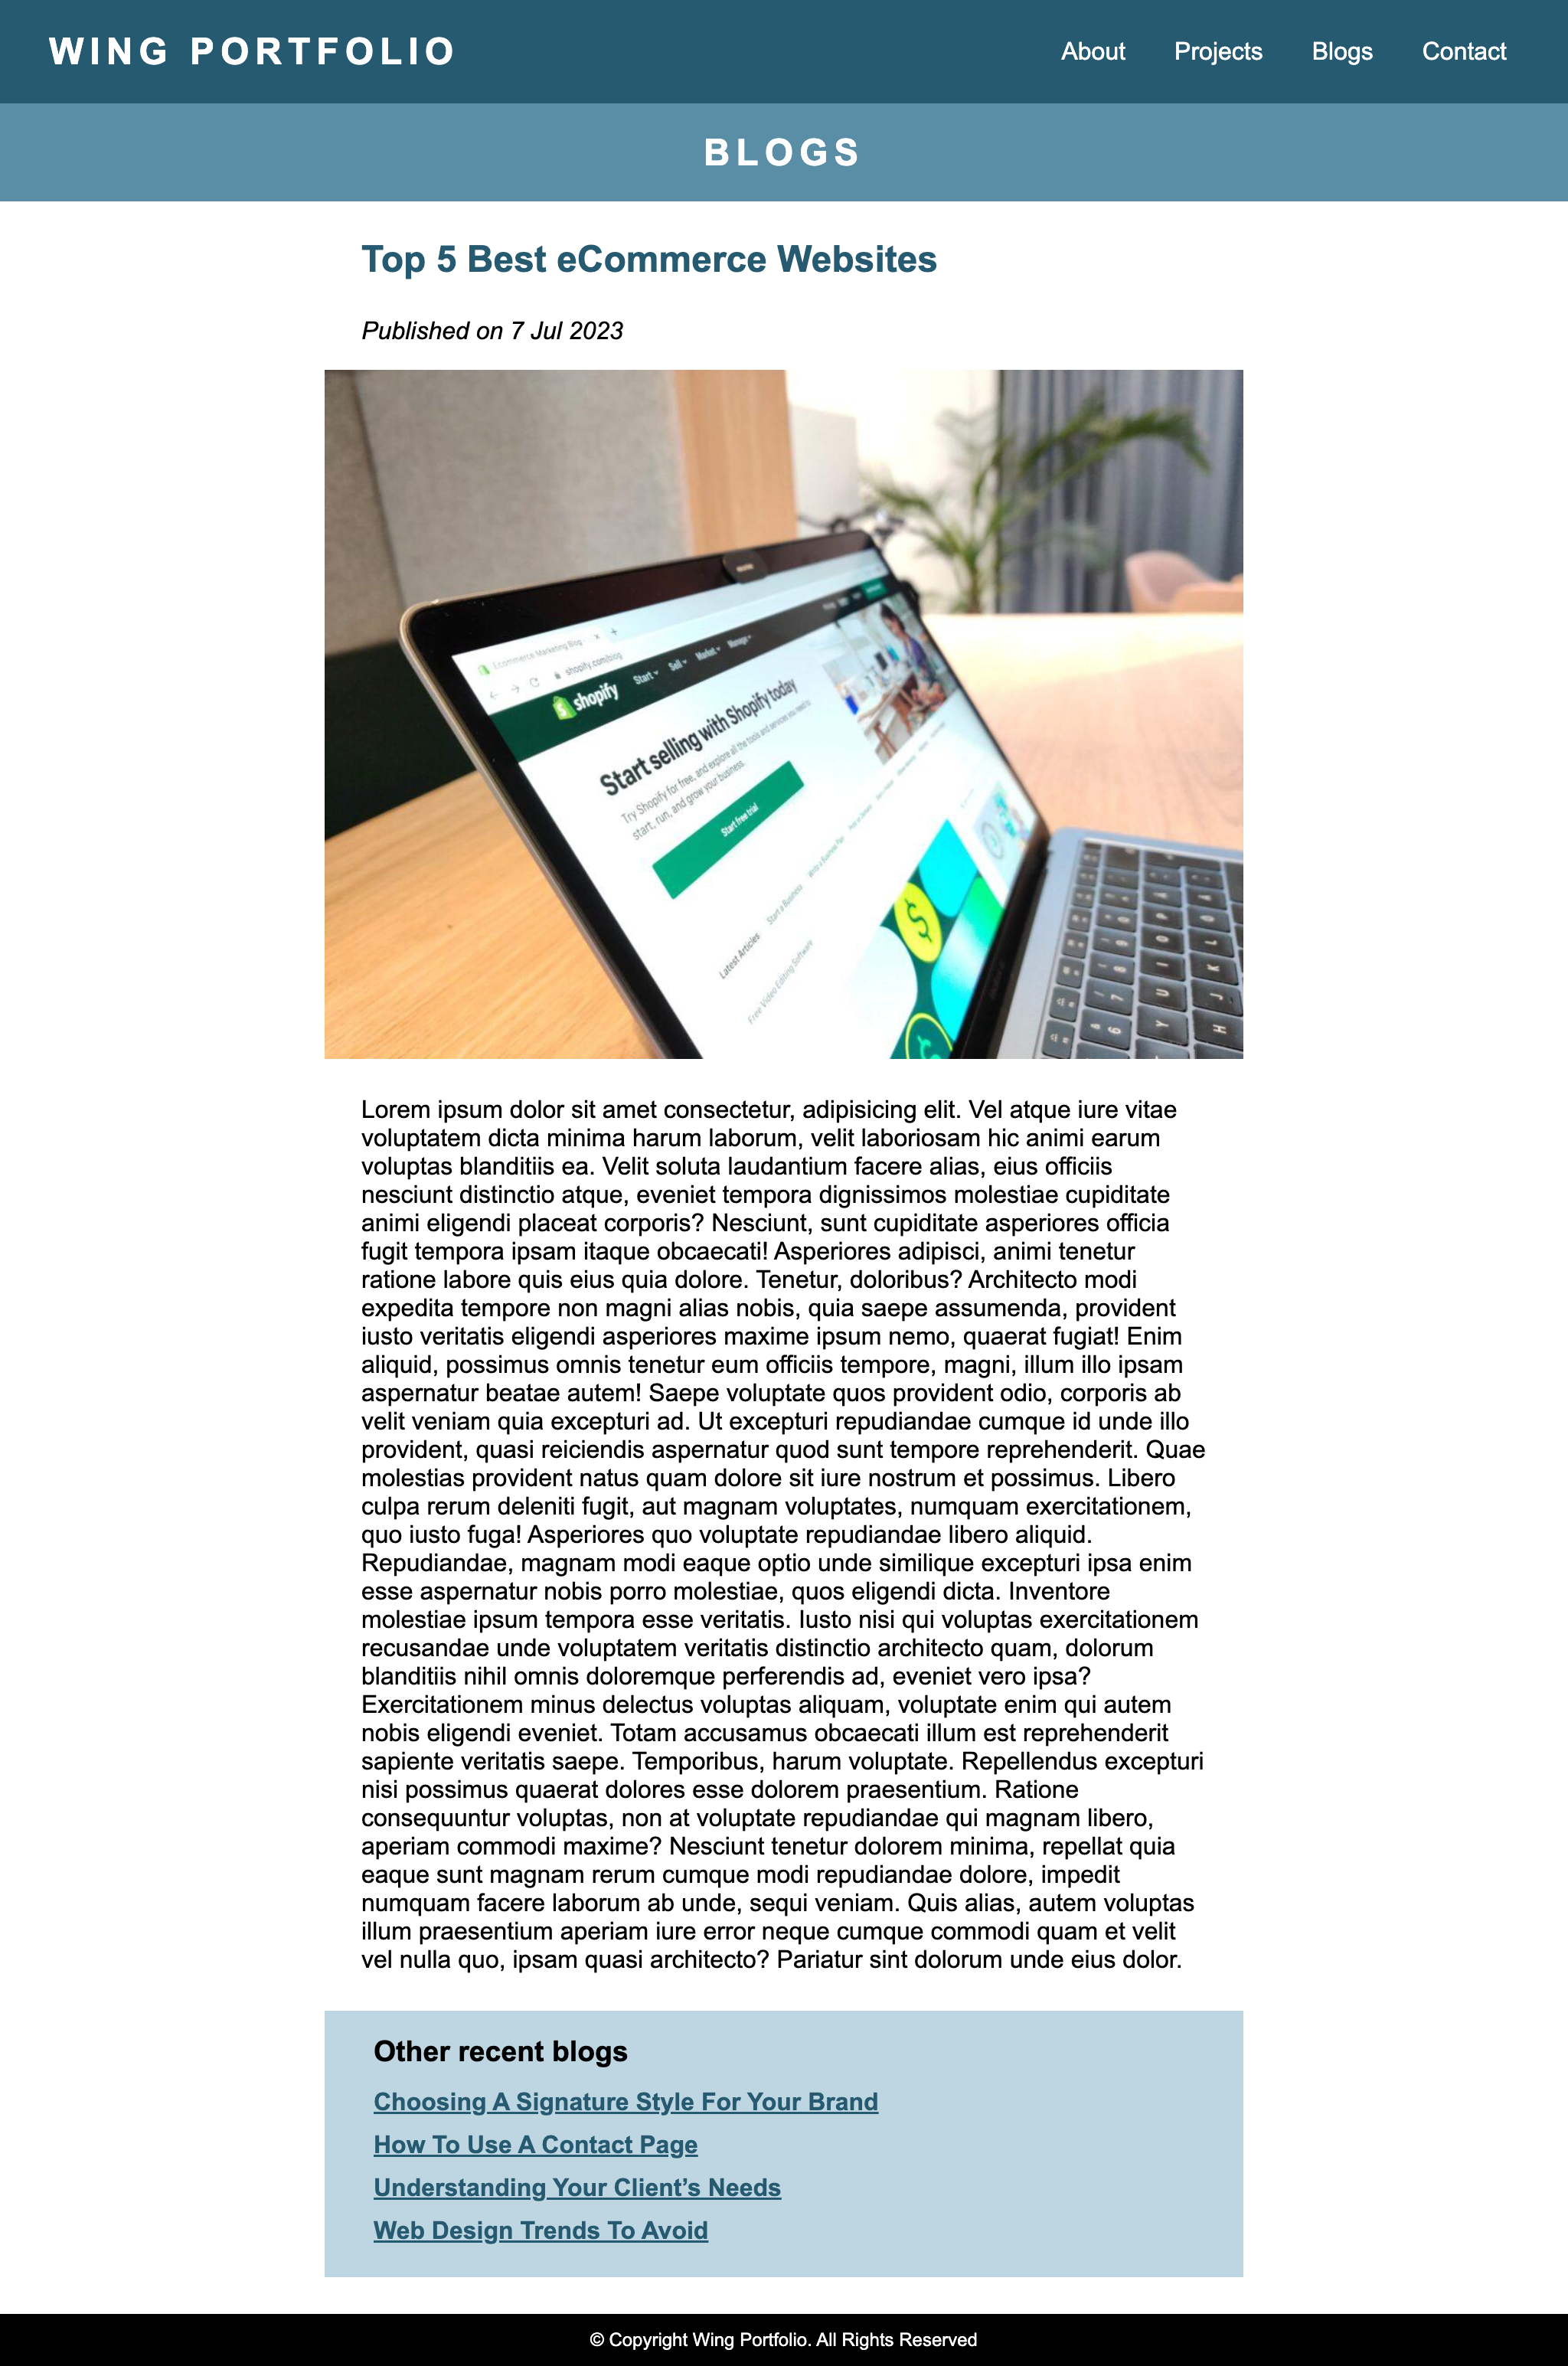 WING PORTFOLIO
About Projects Blogs Contact
BLOGS
Top 5 Best eCommerce Websites
Published on 7 Jul 2023
Ecommerce Marketing Blog
shopify.com/blog
shopify Start Sell Market Manage
Start selling with Shopify today
Try Shopify for free, and explore all the tools and services you need to
start, run, and grow your business.
Start free trial
Latest Articles Start a Business Write a Business Plan
Free Video Editing Software
Lorem ipsum dolor sit amet consectetur, adipisicing elit. Vel atque iure vitae
voluptatem dicta minima harum laborum, velit laboriosam hic animi earum
voluptas blanditiis ea. Velit soluta laudantium facere alias, eius officiis
nesciunt distinctio atque, eveniet tempora dignissimos molestiae cupiditate
animi eligendi placeat corporis? Nesciunt, sunt cupiditate asperiores officia
fugit tempora ipsam itaque obcaecati! Asperiores adipisci, animi tenetur
ratione labore quis eius quia dolore. Tenetur, doloribus? Architecto modi
expedita tempore non magni alias nobis, quia saepe assumenda, provident
iusto veritatis eligendi asperiores maxime ipsum nemo, quaerat fugiat! Enim
aliquid, possimus omnis tenetur eum officiis tempore, magni, illum illo ipsam
aspernatur beatae autem! Saepe voluptate quos provident odio, corporis ab
velit veniam quia excepturi ad. Ut excepturi repudiandae cumque id unde illo
provident, quasi reiciendis aspernatur quod sunt tempore reprehenderit. Quae
molestias provident natus quam dolore sit iure nostrum et possimus. Libero
culpa rerum deleniti fugit, aut magnam voluptates, numquam exercitationem,
quo iusto fuga! Asperiores quo voluptate repudiandae libero aliquid.
Repudiandae, magnam modi eaque optio unde similique excepturi ipsa enim
esse aspernatur nobis porro molestiae, quos eligendi dicta. Inventore
molestiae ipsum tempora esse veritatis. Iusto nisi qui voluptas exercitationem
recusandae unde voluptatem veritatis distinctio architecto quam, dolorum
blanditiis nihil omnis doloremque perferendis ad, eveniet vero ipsa?
Exercitationem minus delectus voluptas aliquam, voluptate enim qui autem
nobis eligendi eveniet. Totam accusamus obcaecati illum est reprehenderit
sapiente veritatis saepe. Temporibus, harum voluptate. Repellendus excepturi
nisi possimus quaerat dolores esse dolorem praesentium. Ratione
consequuntur voluptas, non at voluptate repudiandae qui magnam libero,
aperiam commodi maxime? Nesciunt tenetur dolorem minima, repellat quia
eaque sunt magnam rerum cumque modi repudiandae dolore, impedit
numquam facere laborum ab unde, sequi veniam. Quis alias, autem voluptas
illum praesentium aperiam iure error neque cumque commodi quam et velit
vel nulla quo, ipsam quasi architecto? Pariatur sint dolorum unde eius dolor.
Other recent blogs
Choosing A Signature Style For Your Brand
How To Use A Contact Page
Understanding Your Client’s Needs
Web Design Trends To Avoid
© Copyright Wing Portfolio. All Rights Reserved